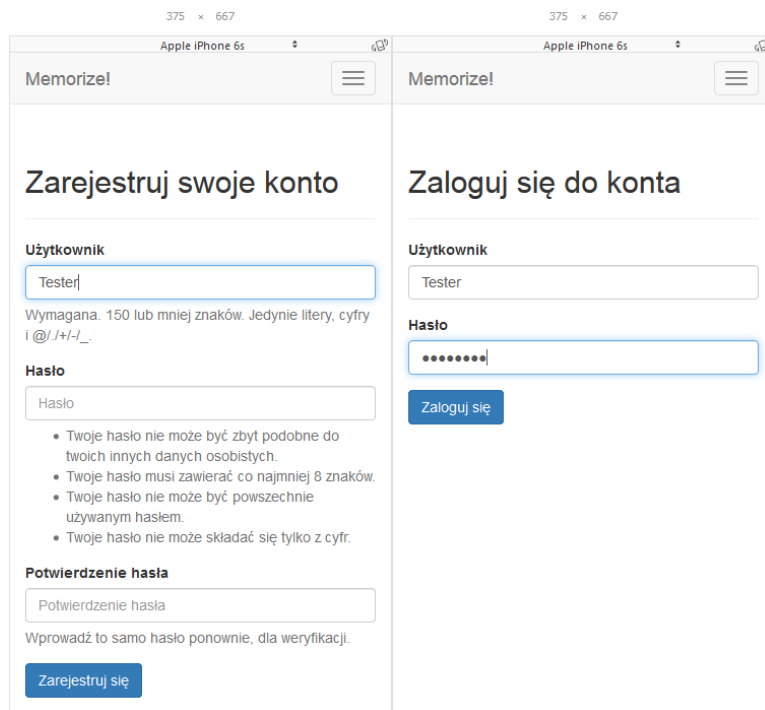 375 × 667
Apple iPhone 6s
Memorize!
Zarejestruj swoje konto
Użytkownik
Tester
Wymagana. 150 lub mniej znaków. Jedynie litery, cyfry
i @/./+/-/_.
Hasło
Hasło
• Twoje hasło nie może być zbyt podobne do
twoich innych danych osobistych.
• Twoje hasło musi zawierać co najmniej 8 znaków.
• Twoje hasło nie może być powszechnie
używanym hasłem.
• Twoje hasło nie może składać się tylko z cyfr.
Potwierdzenie hasła
Potwierdzenie hasła
Wprowadź to samo hasło ponownie, dla weryfikacji.
Zarejestruj się
375 × 667
Apple iPhone 6s
Memorize!
Zaloguj się do konta
Użytkownik
Tester
Hasło
••••••••
Zaloguj się